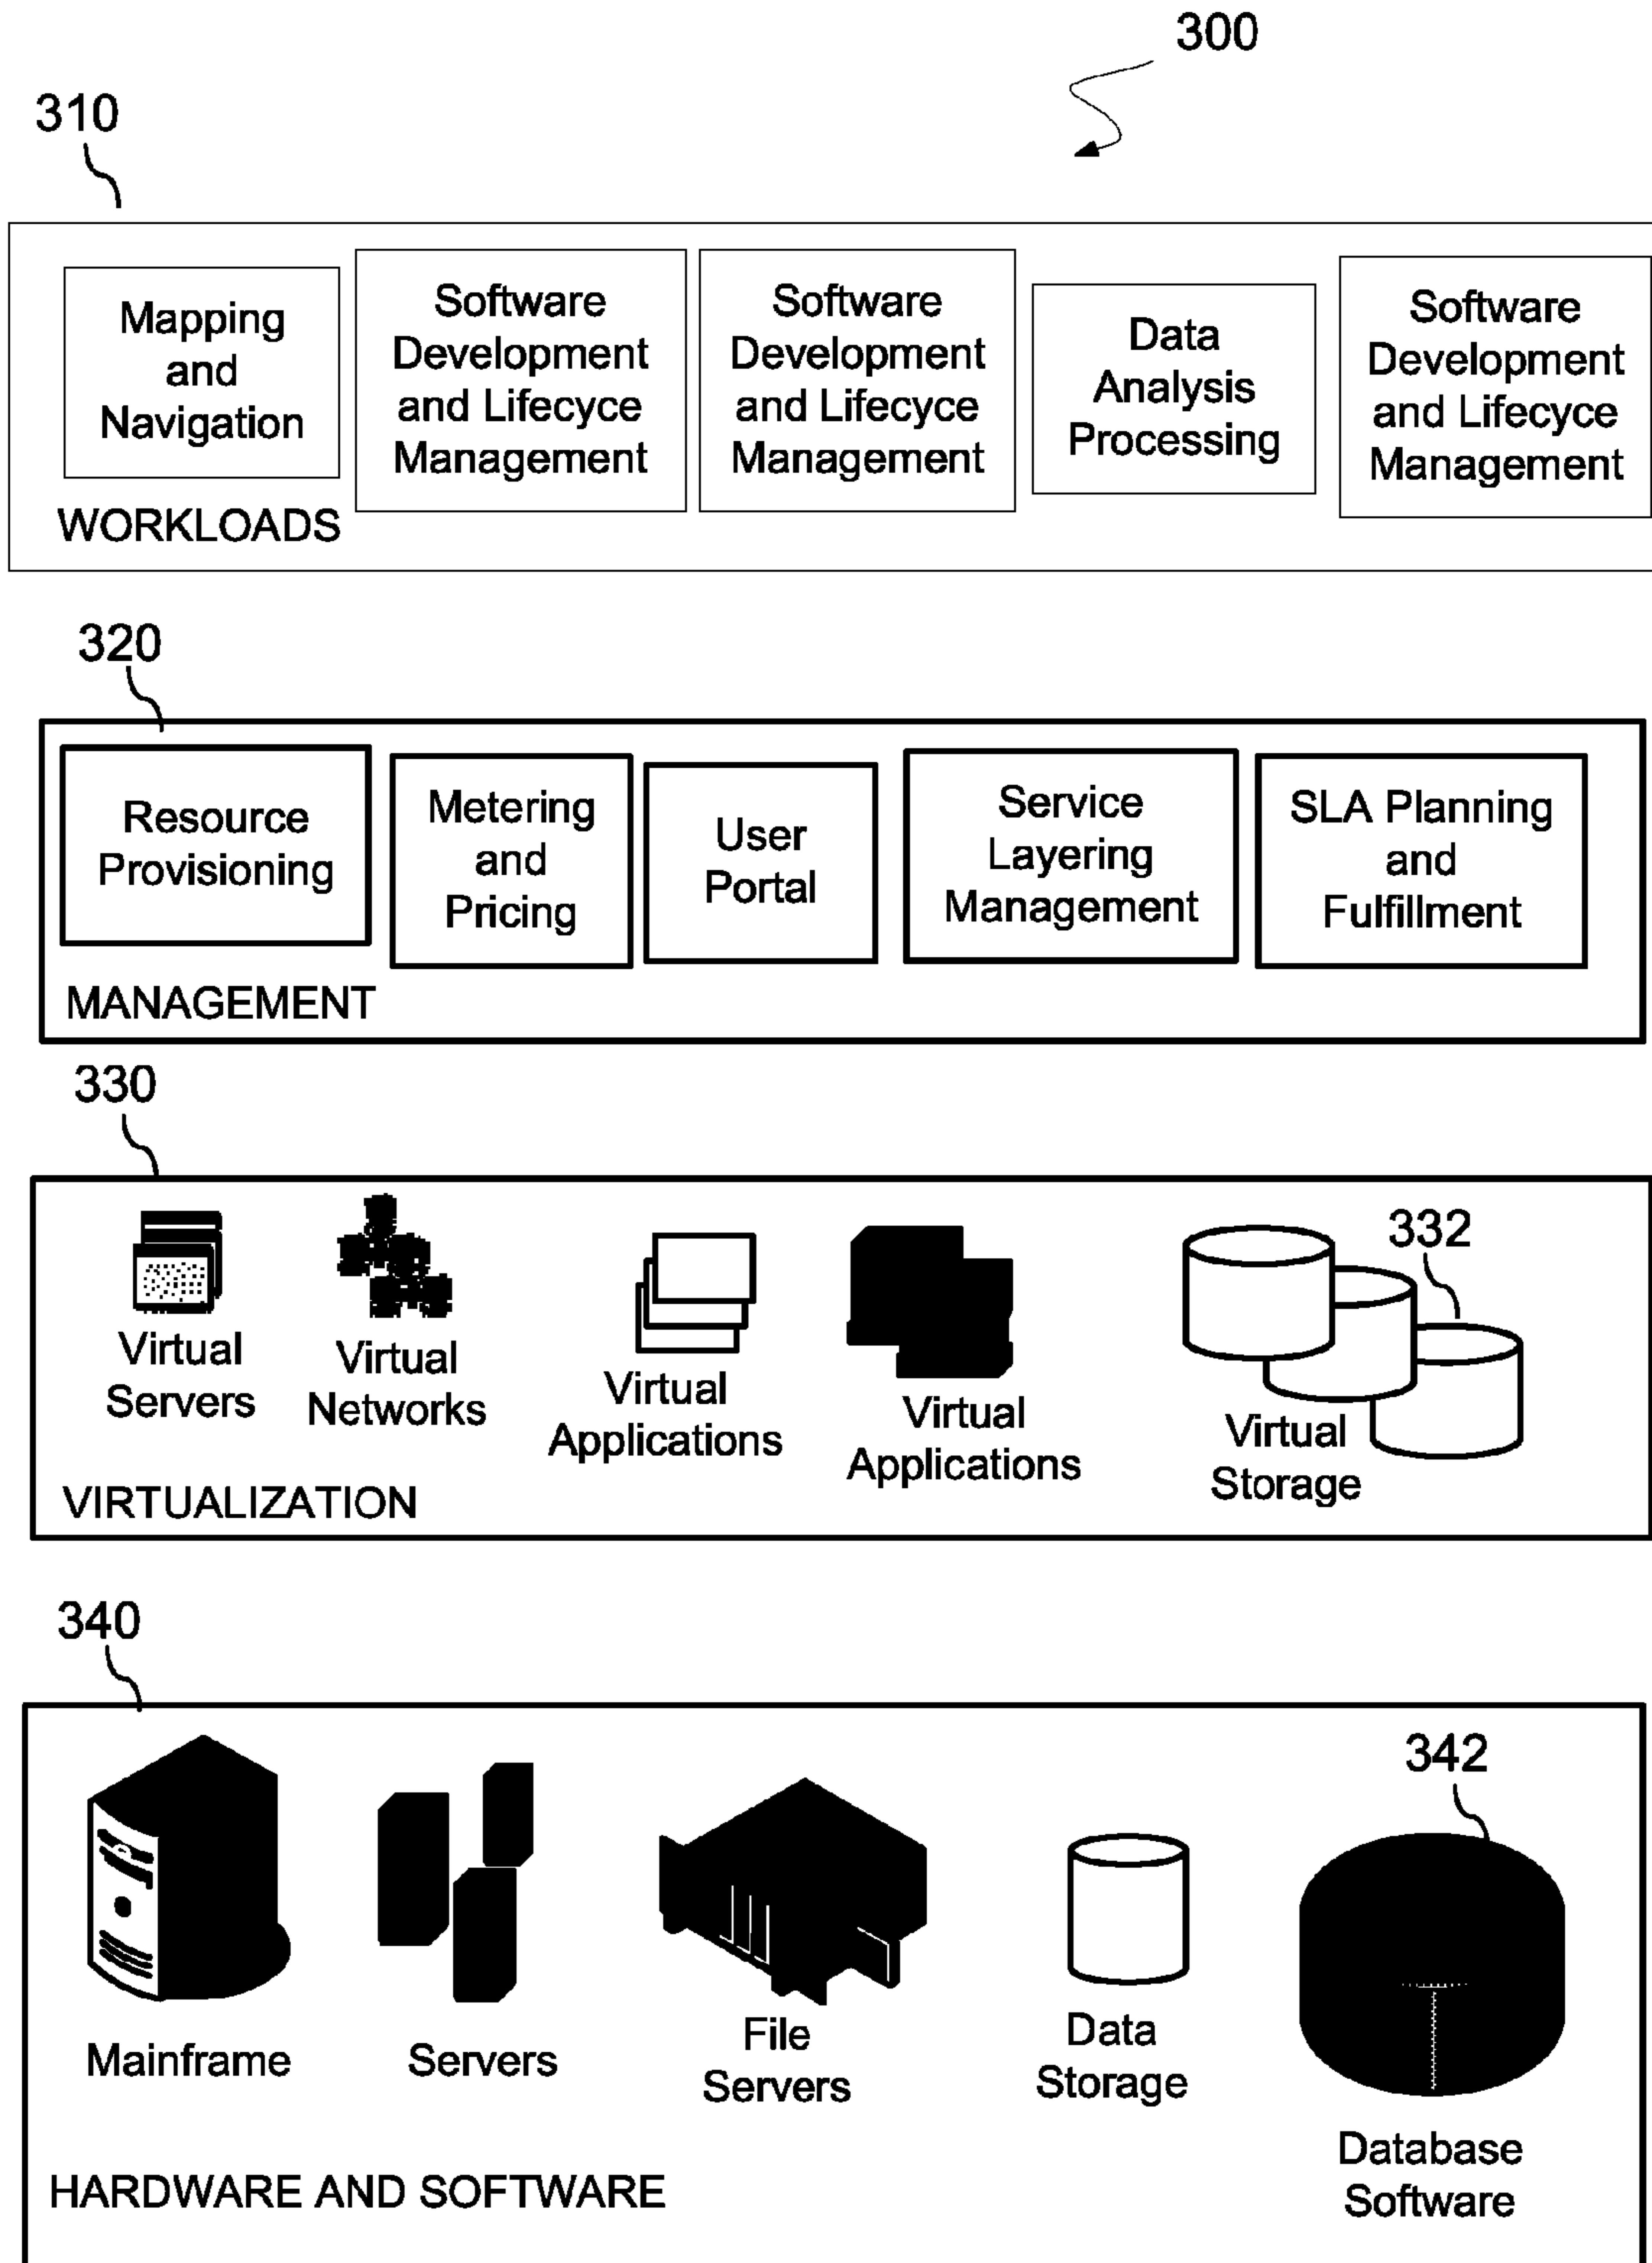 300
310
Mapping
and
Navigation
Software
Development
and Lifecyce
Management
Software
Development
and Lifecyce
Management
Data
Analysis
Processing
Software
Development
and Lifecyce
Management
WORKLOADS
320
Resource
Provisioning
Metering
and
Pricing
User
Portal
Service
Layering
Management
SLA Planning
and
Fulfillment
MANAGEMENT
330
332
Virtual
Servers
Virtual
Networks
Virtual
Applications
Virtual
Applications
Virtual
Storage
VIRTUALIZATION
340
342
Mainframe
Servers
File
Servers
Data
Storage
Database
Software
HARDWARE AND SOFTWARE